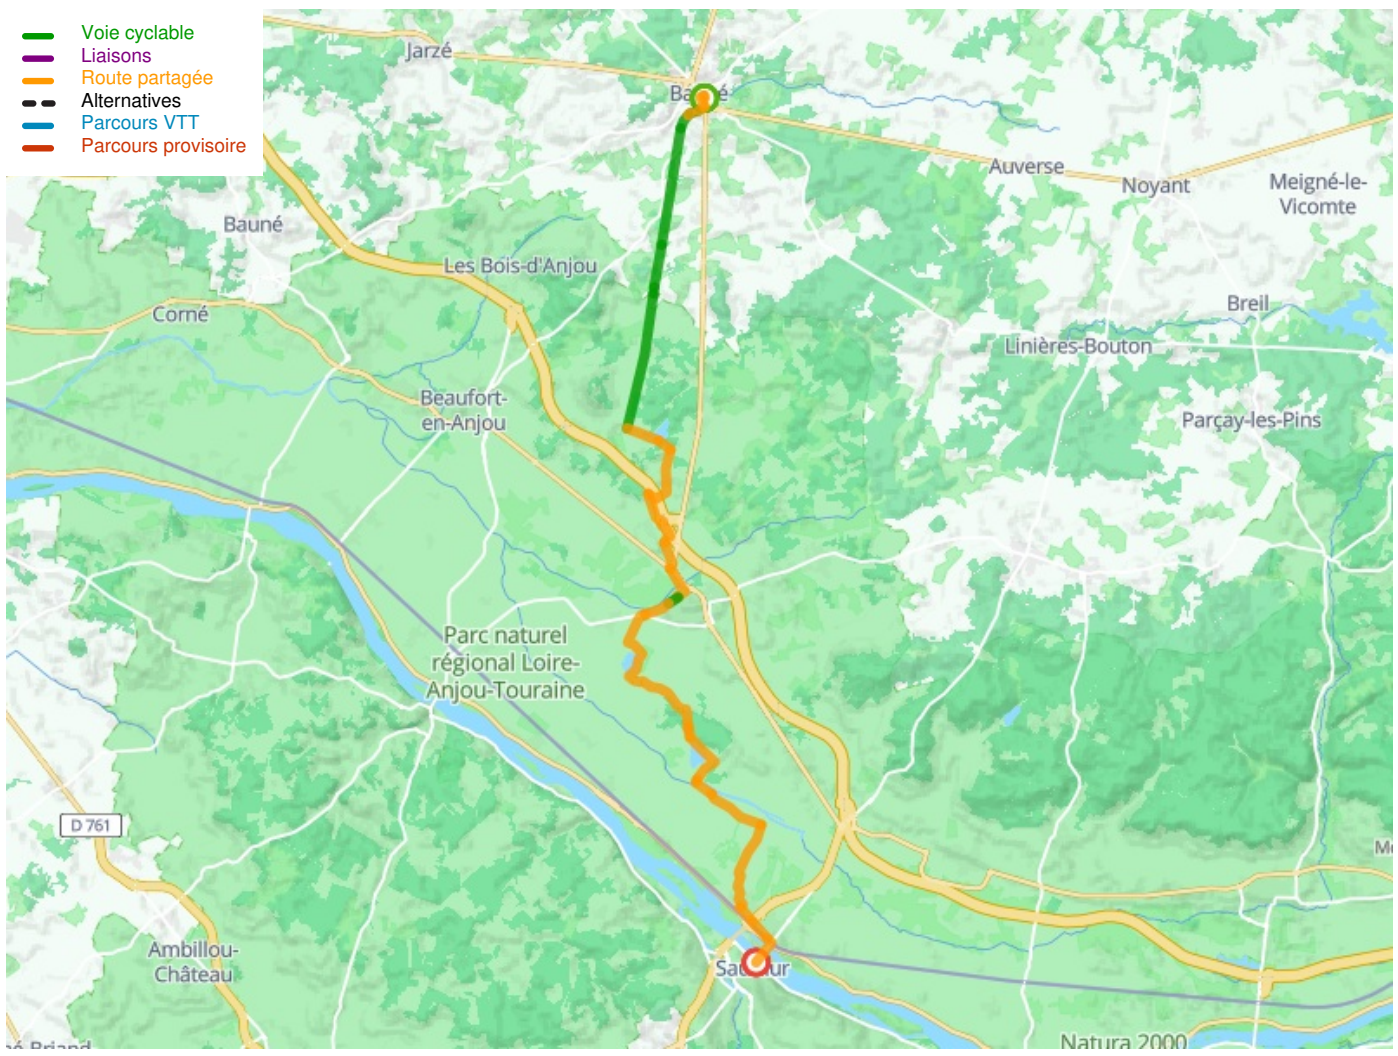 Voie cyclable
Liaisons
Route partagée
Alternatives
Parcours VTT
Parcours provisoire
Jarzé
Auverse
Noyant
Meigné-le-
Vicomte
Bauné
Les Bois-d'Anjou
Corné
Breil
Linières-Bouton
Beaufort-
en-Anjou
Parçay-les-Pins
Parc naturel
régional Loire-
Anjou-Touraine
D 761
Ambillou-
Château
Natura 2000